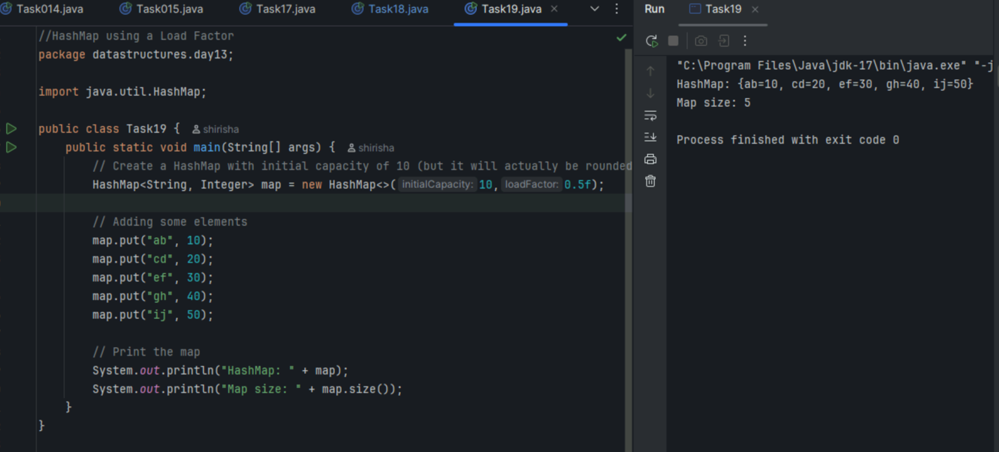 Task014.java Task015.java Task17.java Task18.java Task19.java
//HashMap using a Load Factor
package datastructures.day13;
import java.util.HashMap;
public class Task19 { shirisha
public static void main(String[] args) { shirisha
// Create a HashMap with initial capacity of 10 (but it will actually be rounded
HashMap<String, Integer> map = new HashMap<>( initialCapacity: 10, loadFactor: 0.5f);
// Adding some elements
map.put("ab", 10);
map.put("cd", 20);
map.put("ef", 30);
map.put("gh", 40);
map.put("ij", 50);
// Print the map
System.out.println("HashMap: " + map);
System.out.println("Map size: " + map.size());
}
}
Run Task19
"C:\Program Files\Java\jdk-17\bin\java.exe" "-j
HashMap: {ab=10, cd=20, ef=30, gh=40, ij=50}
Map size: 5
Process finished with exit code 0